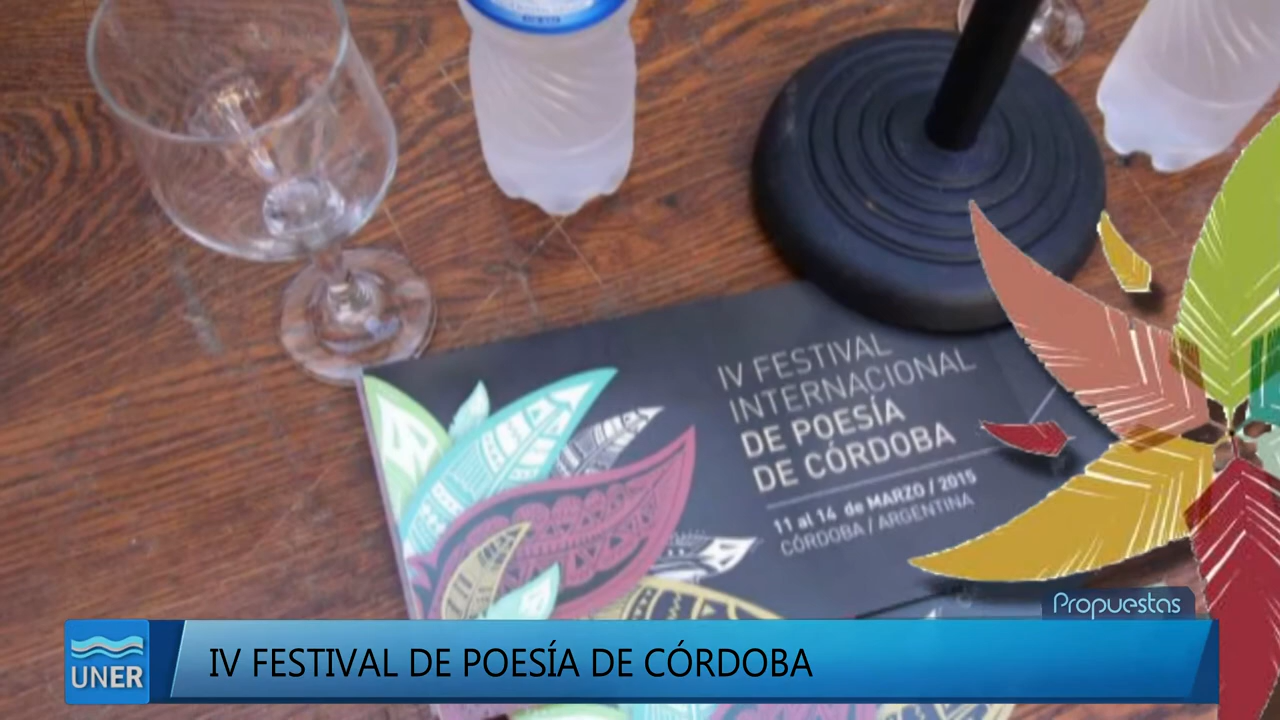 IV FESTIVAL
INTERNACIONAL
DE POESÍA
DE CÓRDOBA
11 al 14 de MARZO / 2015
CÓRDOBA / ARGENTINA
Propuestas
UNER
IV FESTIVAL DE POESÍA DE CÓRDOBA